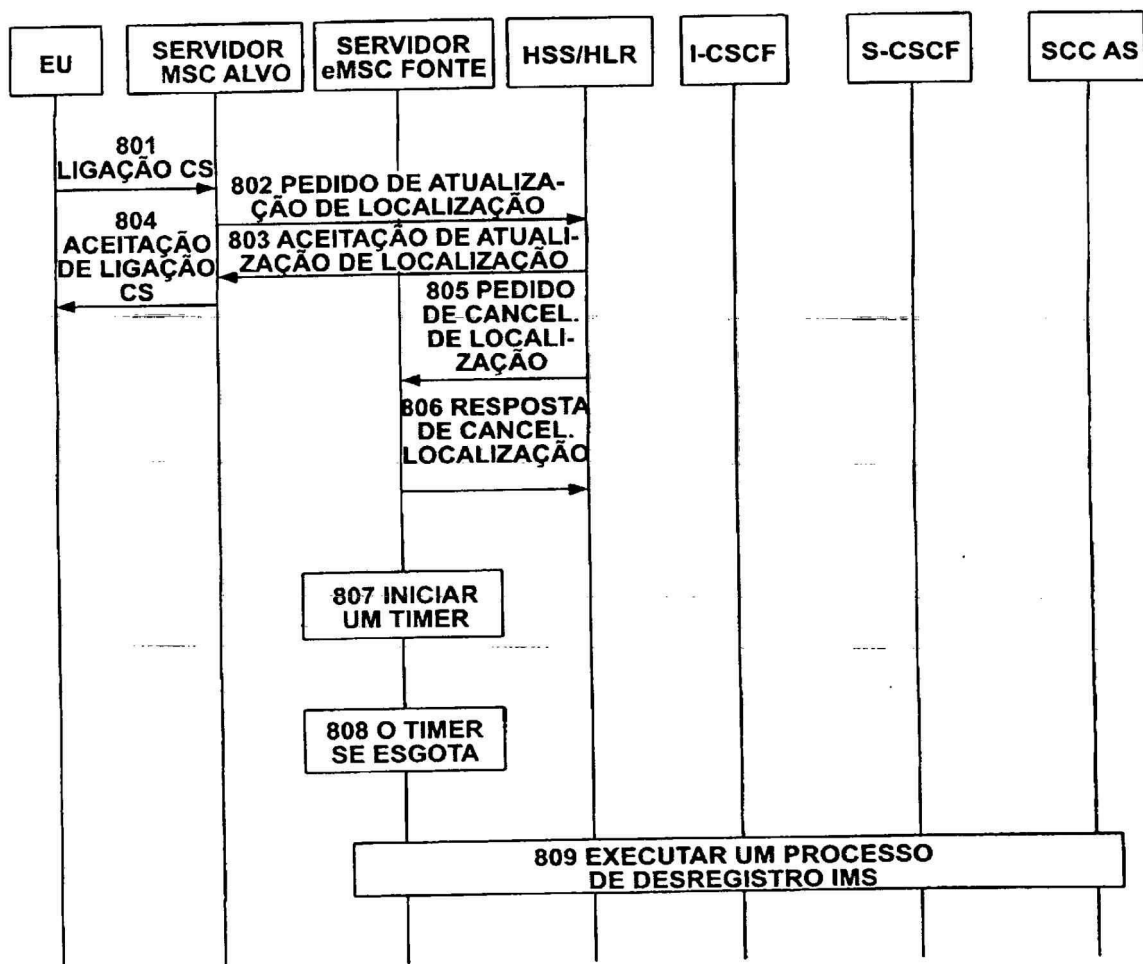 EU
SERVIDOR
MSC ALVO
SERVIDOR
eMSC FONTE
HSS/HLR
I-CSCF
S-CSCF
SCC AS
801
LIGAÇÃO CS
802 PEDIDO DE ATUALIZA-
ÇÃO DE LOCALIZAÇÃO
803 ACEITAÇÃO DE ATUALI-
ZAÇÃO DE LOCALIZAÇÃO
804
ACEITAÇÃO
DE LIGAÇÃO
CS
805 PEDIDO
DE CANCEL.
DE LOCALI-
ZAÇÃO
806 RESPOSTA
DE CANCEL.
LOCALIZAÇÃO
807 INICIAR
UM TIMER
808 O TIMER
SE ESGOTA
809 EXECUTAR UM PROCESSO
DE DESREGISTRO IMS